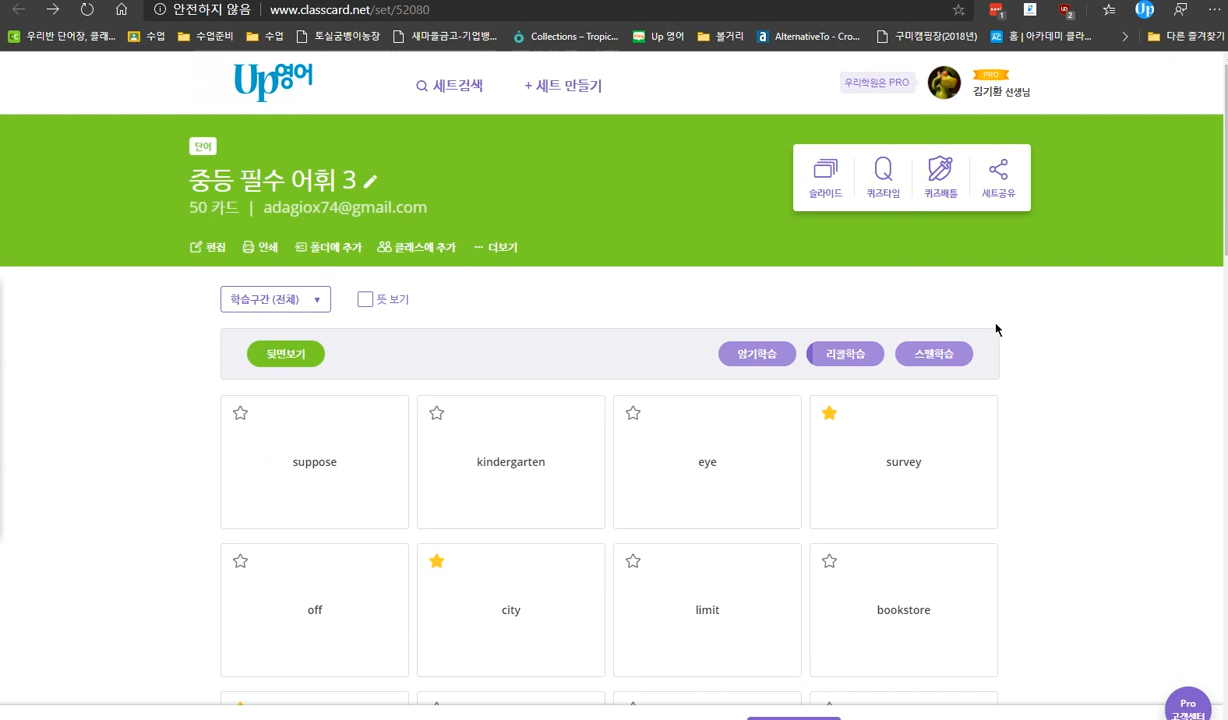 안전하지 않음 | www.classcard.net/set/52080
1
2
우리반 단어장, 클래... 수업 수업준비 수업 토실궁뱅이농장 새마을금고-기업뱅... Collections – Tropic... Up 영어 볼거리 AlternativeTo - Cro... 구미캠핑장(2018년) 홈 | 아카데미 클라... 다른 즐겨찾기
Up영어
세트검색
+ 세트 만들기
우리학원은 PRO
PRO
김기환 선생님
단어
중등 필수 어휘 3
50 카드 | adagiox74@gmail.com
슬라이드 퀴즈타임 퀴즈배틀 세트공유
편집 인쇄 폴더에 추가 클래스에 추가 ··· 더보기
학습구간 (전체) ▼ 뜻 보기
뒷면보기 암기학습 리콜학습 스펠학습
suppose kindergarten eye survey
off city limit bookstore
Pro
고객센터